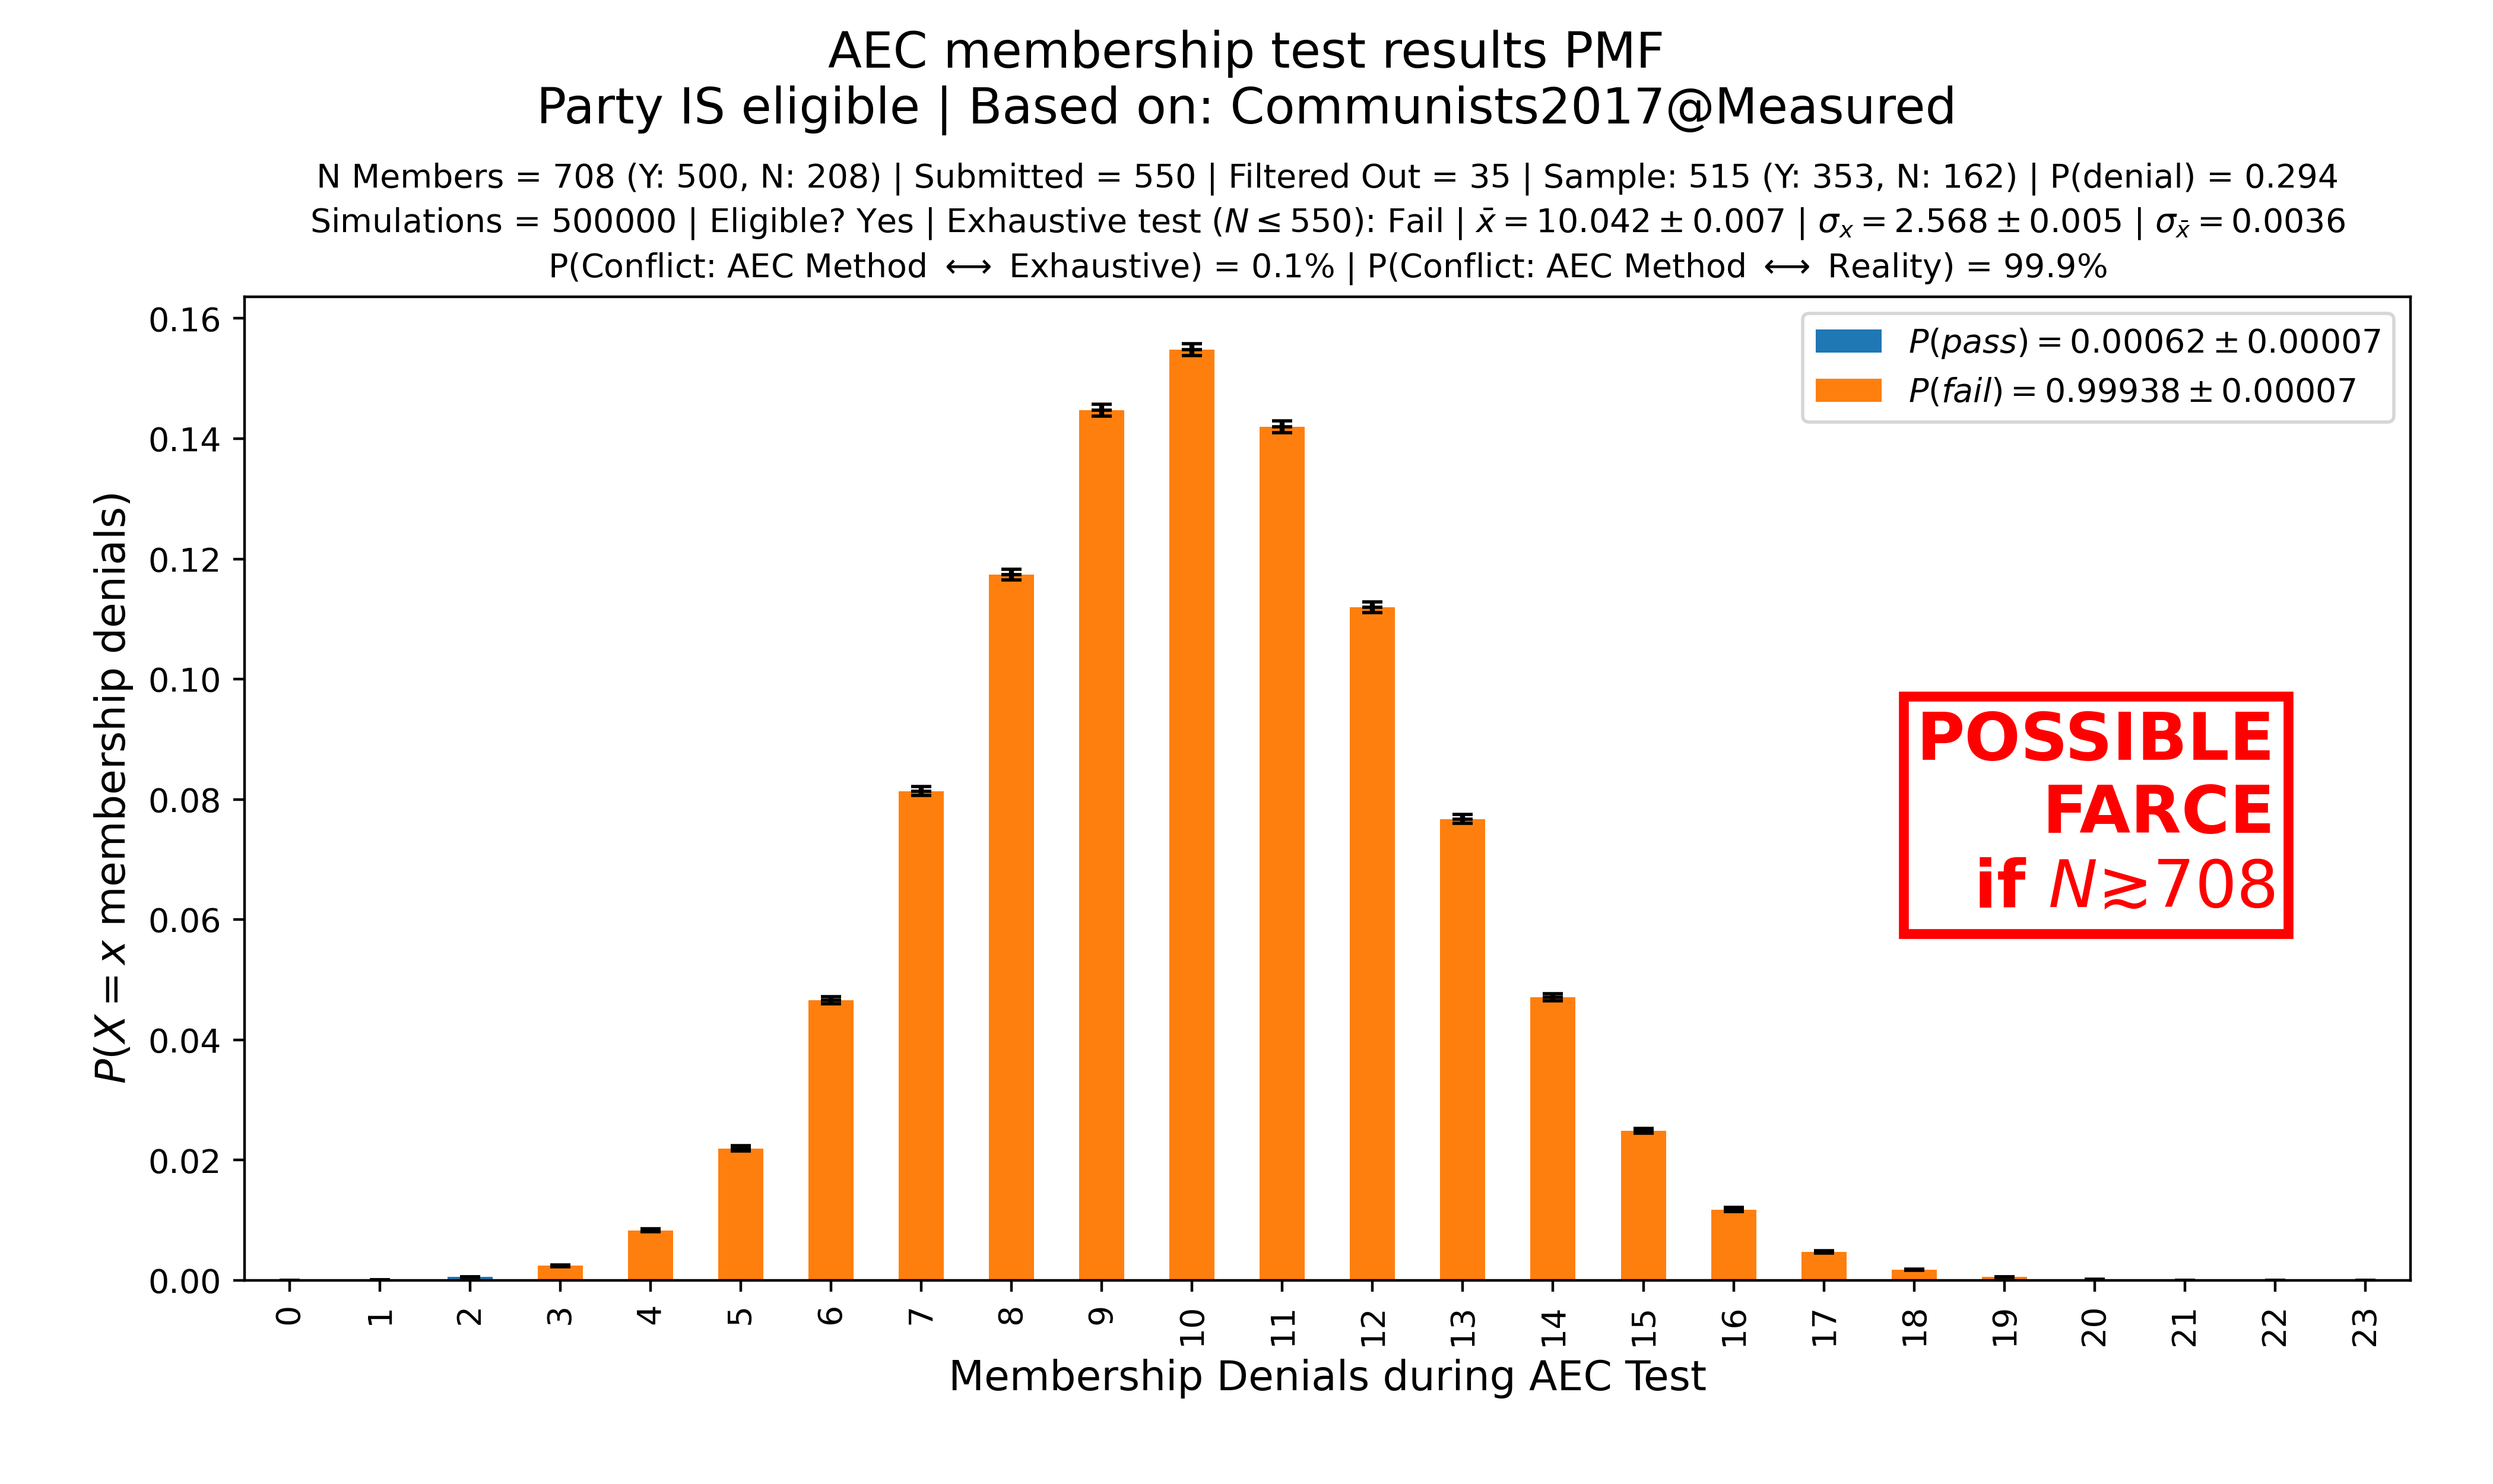 AEC membership test results PMF
Party IS eligible | Based on: Communists2017@Measured
N Members = 708 (Y: 500, N: 208) | Submitted = 550 | Filtered Out = 35 | Sample: 515 (Y: 353, N: 162) | P(denial) = 0.294
Simulations = 500000 | Eligible? Yes | Exhaustive test (N ≤ 550): Fail | x̄ = 10.042 ± 0.007 | σₓ = 2.568 ± 0.005 | σ_x̄ = 0.0036
P(Conflict: AEC Method ⟷ Exhaustive) = 0.1% | P(Conflict: AEC Method ⟷ Reality) = 99.9%
P(pass) = 0.00062 ± 0.00007
P(fail) = 0.99938 ± 0.00007
P(X = x membership denials)
0.16
0.14
0.12
0.10
0.08
0.06
0.04
0.02
0.00
POSSIBLE
FARCE
if N⪆708
0 1 2 3 4 5 6 7 8 9 10 11 12 13 14 15 16 17 18 19 20 21 22 23
Membership Denials during AEC Test